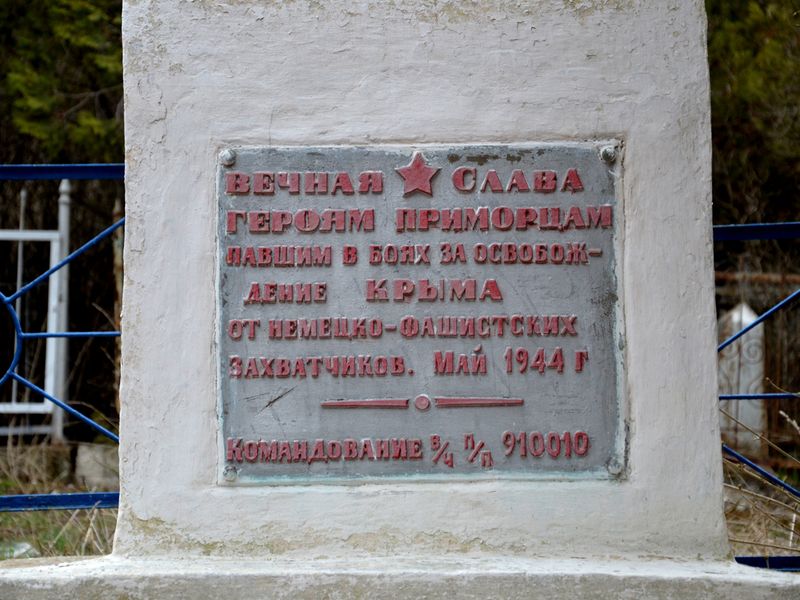 ВЕЧНАЯ СЛАВА
ГЕРОЯМ ПРИМОРЦАМ
ПАВШИМ В БОЯХ ЗА ОСВОБОЖ-
ДЕНИЕ КРЫМА
ОТ НЕМЕЦКО-ФАШИСТСКИХ
ЗАХВАТЧИКОВ. МАЙ 1944 Г
КОМАНДОВАНИЕ В/Ч П/П 910010